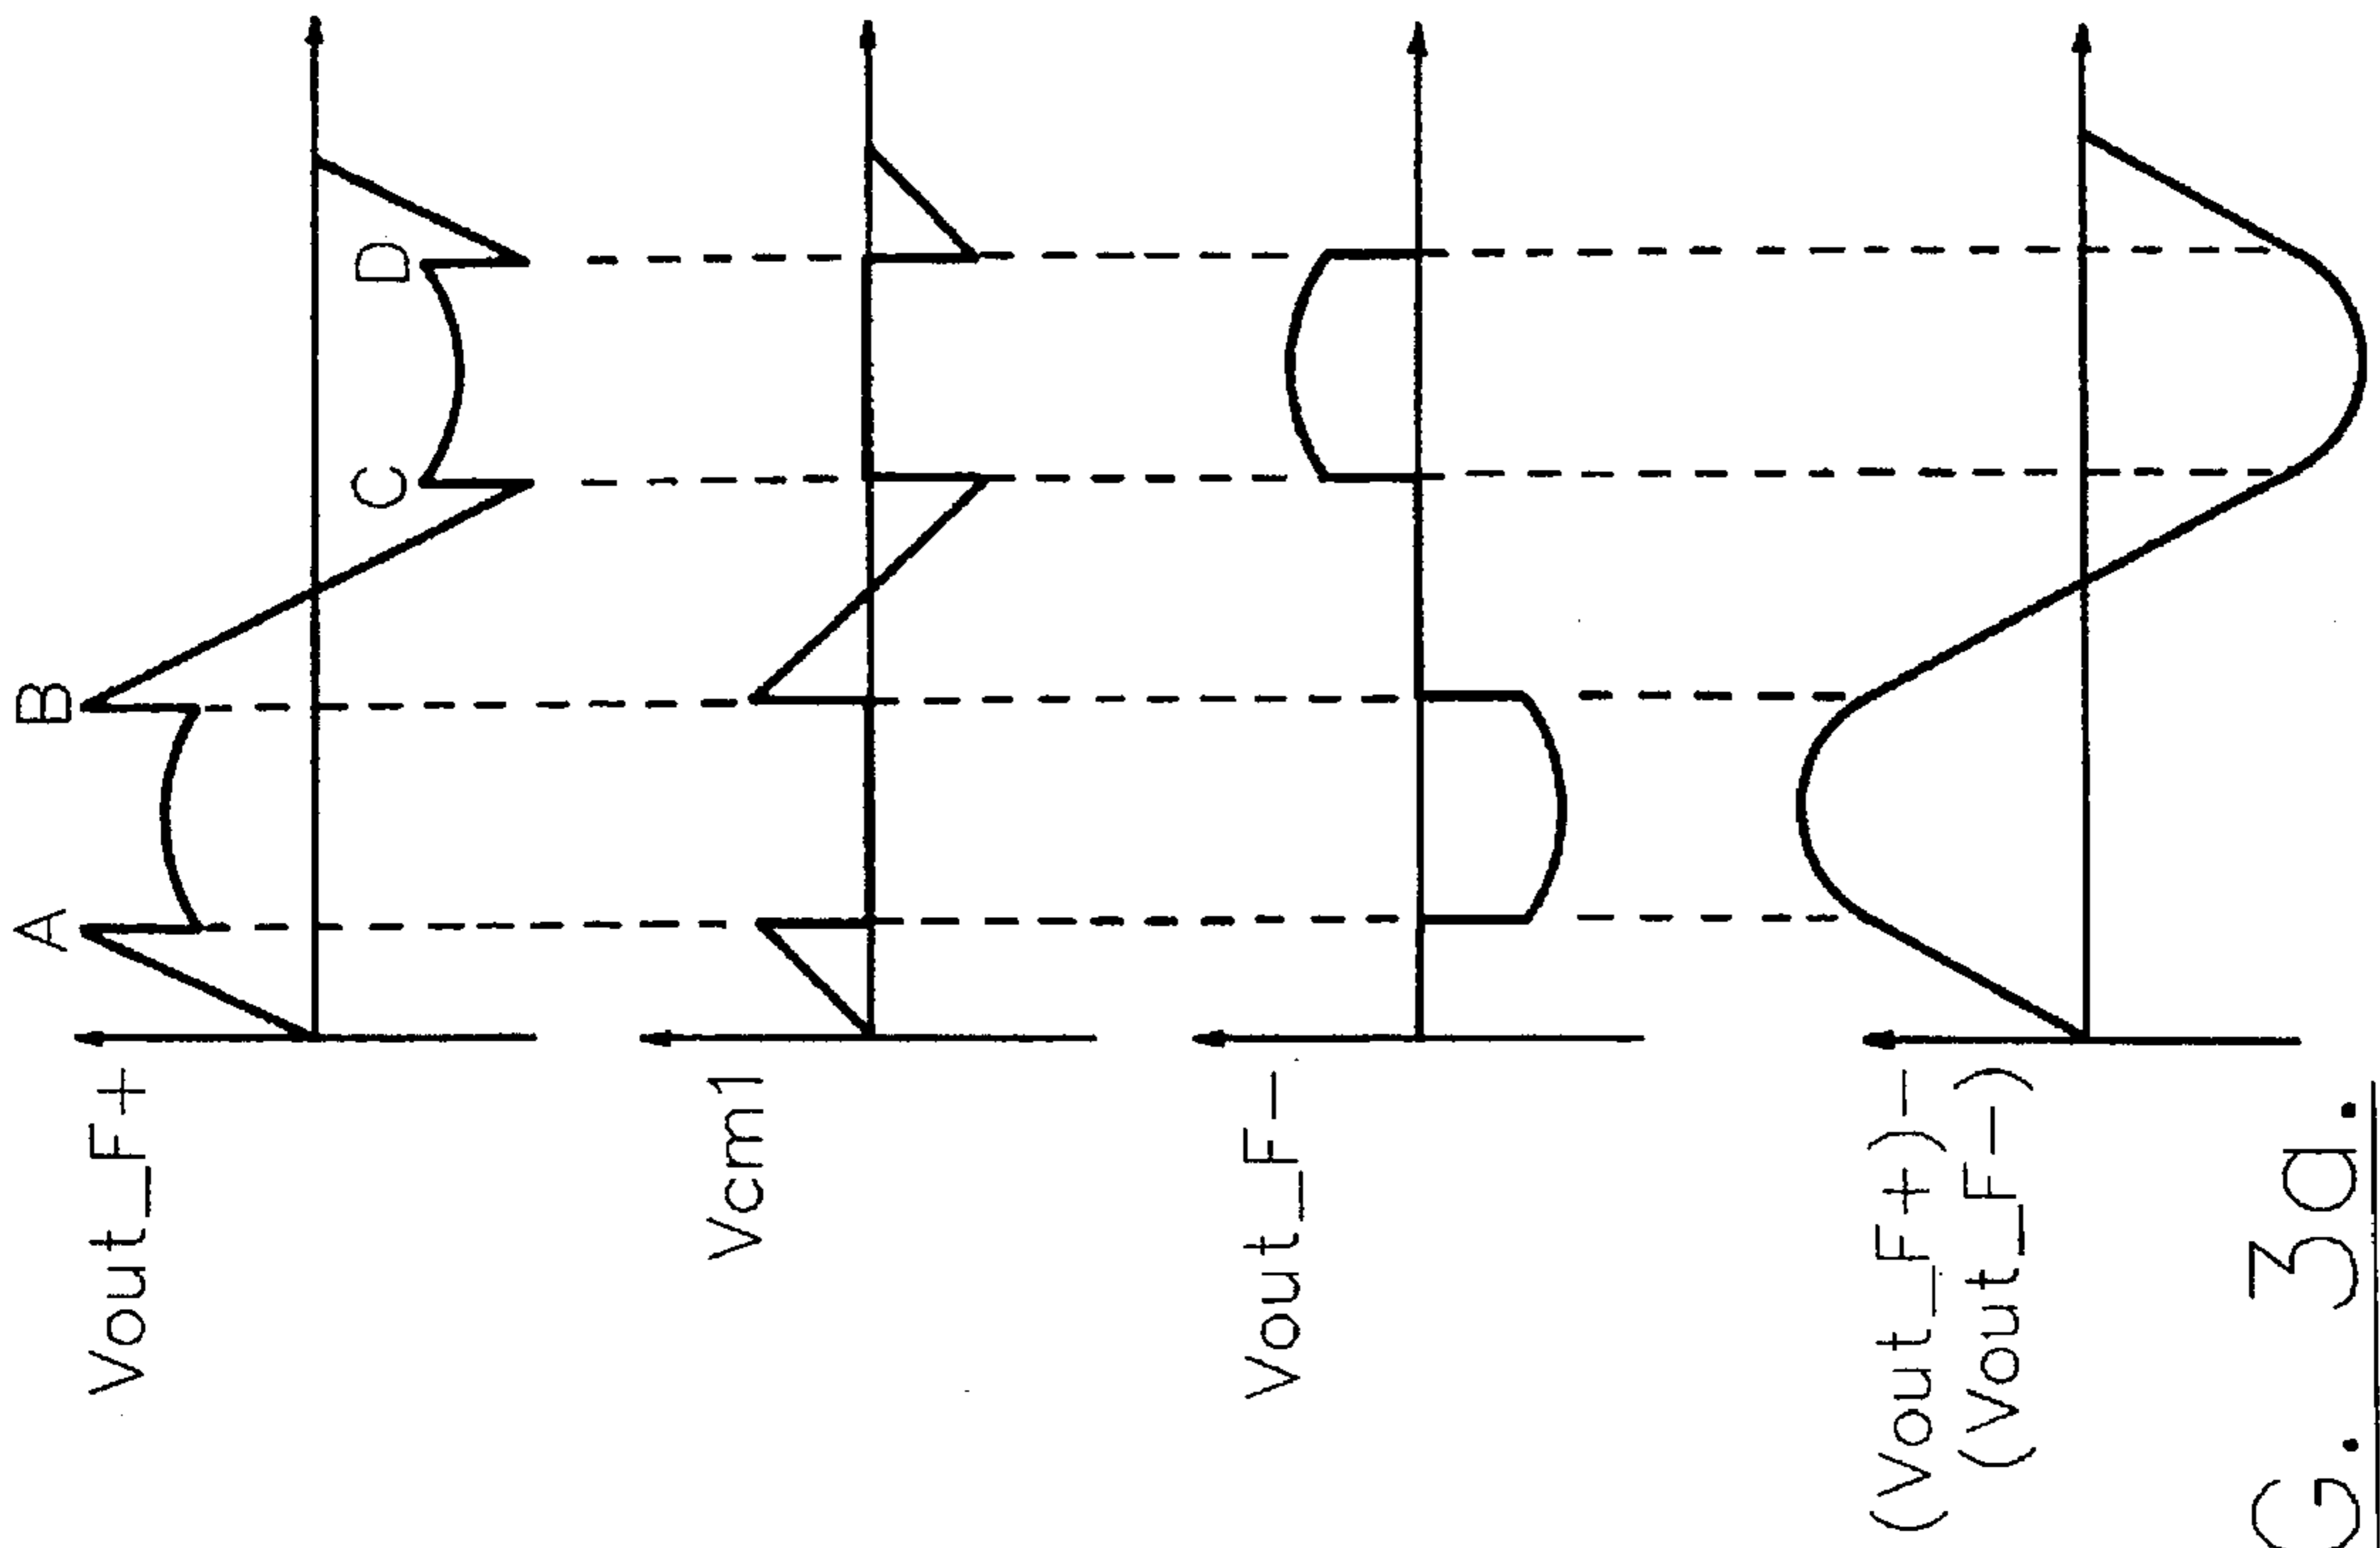 A B
C D
Vout_F+
Vcm1
Vout_F-
(Vout_F+)-
(Vout_F-)
G. 3a.